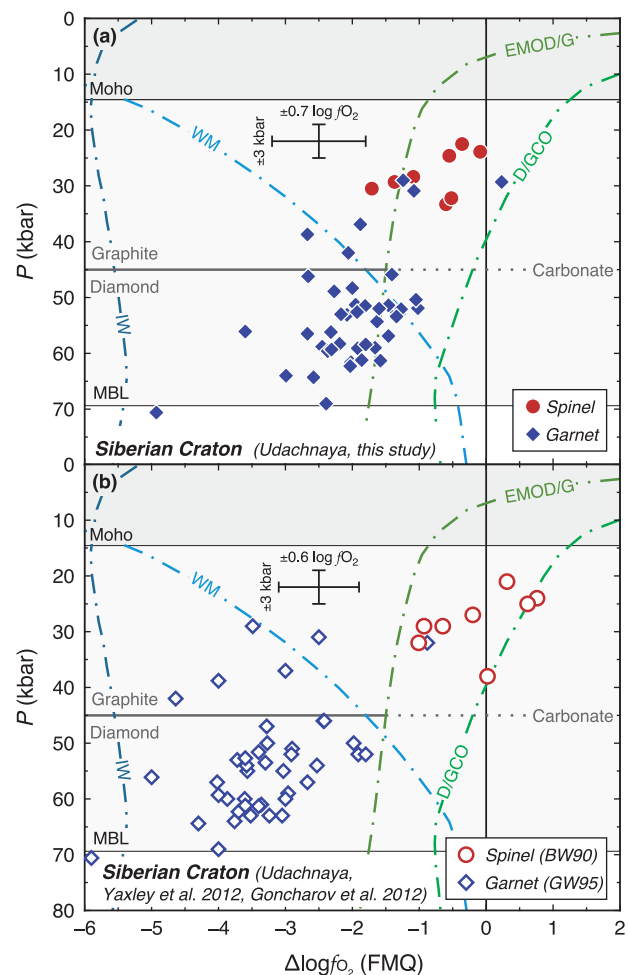 0
10
20
30
40
50
60
70
P (kbar)
(a)
EMOD/G
Moho
±0.7 log fO₂
±3 kbar
WM
D/GCO
Graphite
Carbonate
Diamond
IW
MBL
Spinel
Garnet
Siberian Craton (Udachnaya, this study)
0
10
20
30
40
50
60
70
80
P (kbar)
(b)
EMOD/G
Moho
±0.6 log fO₂
±3 kbar
WM
Graphite
Carbonate
Diamond
IW
D/GCO
MBL
Spinel (BW90)
Garnet (GW95)
Siberian Craton (Udachnaya,
Yaxley et al. 2012, Goncharov et al. 2012)
−6 −5 −4 −3 −2 −1 0 1 2
ΔlogfO₂ (FMQ)